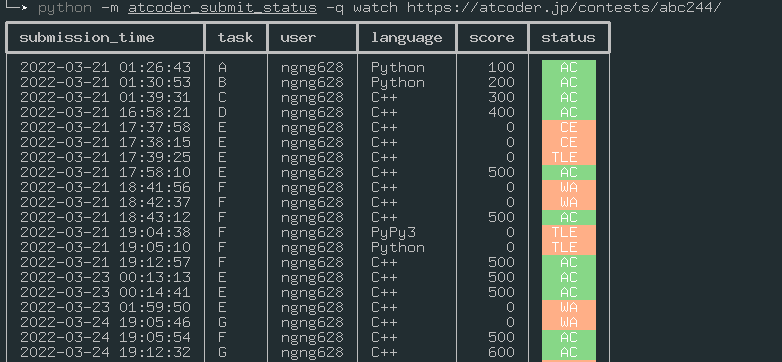 python -m atcoder_submit_status -q watch https://atcoder.jp/contests/abc244/
submission_time task user language score status
2022-03-21 01:26:43 A ngng628 Python 100 AC
2022-03-21 01:30:53 B ngng628 Python 200 AC
2022-03-21 01:39:31 C ngng628 C++ 300 AC
2022-03-21 16:58:21 D ngng628 C++ 400 AC
2022-03-21 17:37:58 E ngng628 C++ 0 CE
2022-03-21 17:38:15 E ngng628 C++ 0 CE
2022-03-21 17:39:25 E ngng628 C++ 0 TLE
2022-03-21 17:58:10 E ngng628 C++ 500 AC
2022-03-21 18:41:56 F ngng628 C++ 0 WA
2022-03-21 18:42:37 F ngng628 C++ 0 WA
2022-03-21 18:43:12 F ngng628 C++ 500 AC
2022-03-21 19:04:38 F ngng628 PyPy3 0 TLE
2022-03-21 19:05:10 F ngng628 Python 0 TLE
2022-03-21 19:12:57 F ngng628 C++ 500 AC
2022-03-23 00:13:13 E ngng628 C++ 500 AC
2022-03-23 00:14:41 E ngng628 C++ 500 AC
2022-03-23 01:59:50 E ngng628 C++ 0 WA
2022-03-24 19:05:46 G ngng628 C++ 0 WA
2022-03-24 19:05:54 F ngng628 C++ 500 AC
2022-03-24 19:12:32 G ngng628 C++ 600 AC